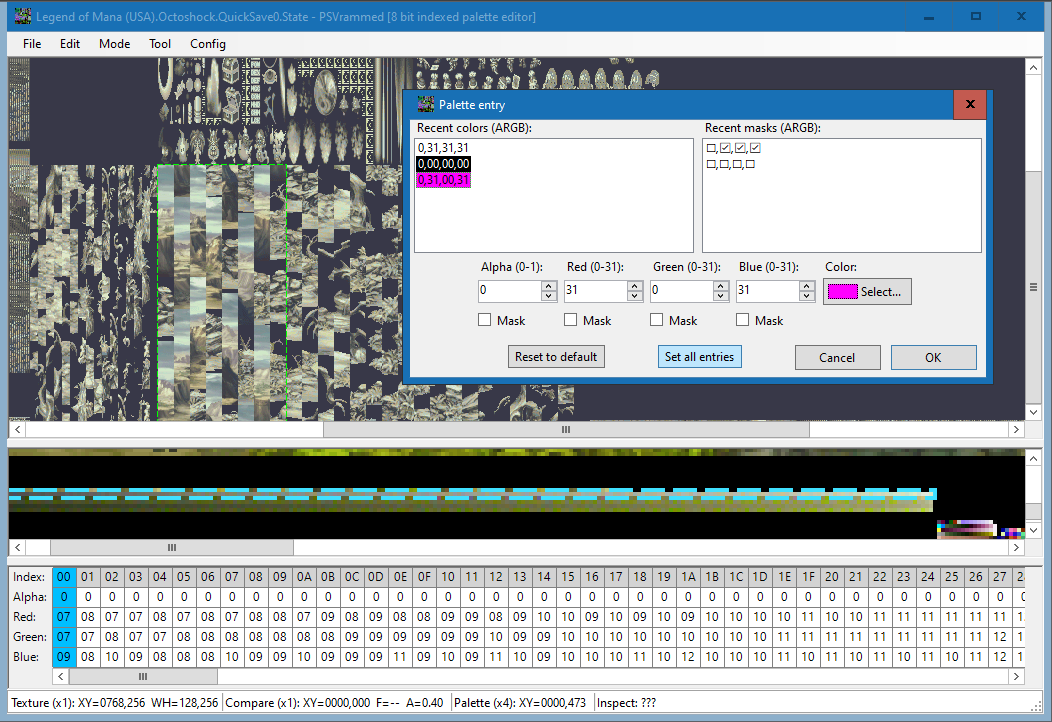 Legend of Mana (USA).Octoshock.QuickSave0.State - PSVrammed [8 bit indexed palette editor]
File Edit Mode Tool Config
Palette entry
Recent colors (ARGB): Recent masks (ARGB):
0,31,31,31
0,00,00,00
0,31,00,31
Alpha (0-1): Red (0-31): Green (0-31): Blue (0-31): Color:
0 31 0 31 Select...
Mask Mask Mask Mask
Reset to default Set all entries Cancel OK
Index: 00 01 02 03 04 05 06 07 08 09 0A 0B 0C 0D 0E 0F 10 11 12 13 14 15 16 17 18 19 1A 1B 1C 1D 1E 1F 20 21 22 23 24 25 26 27
Alpha: 0 0 0 0 0 0 0 0 0 0 0 0 0 0 0 0 0 0 0 0 0 0 0 0 0 0 0 0 0 0 0 0 0 0 0 0 0 0 0 0 0
Red: 07 08 07 07 08 07 08 07 08 08 07 09 08 09 08 08 09 09 08 09 10 10 09 10 09 10 09 10 10 10 10 11 10 10 11 11 11 11 11 11
Green: 07 07 08 07 07 08 08 08 08 08 08 08 09 09 09 09 09 09 10 09 09 10 10 10 10 10 10 10 10 10 11 11 11 11 11 11 11 11 11 12
Blue: 09 08 10 09 08 08 08 10 09 09 10 09 09 09 11 09 10 09 11 10 09 10 10 10 11 10 12 10 10 10 11 10 11 10 11 10 11 10 11 12
Texture (x1): XY=0768,256 WH=128,256 Compare (x1): XY=0000,000 F=-- A=0.40 Palette (x4): XY=0000,473 Inspect: ???